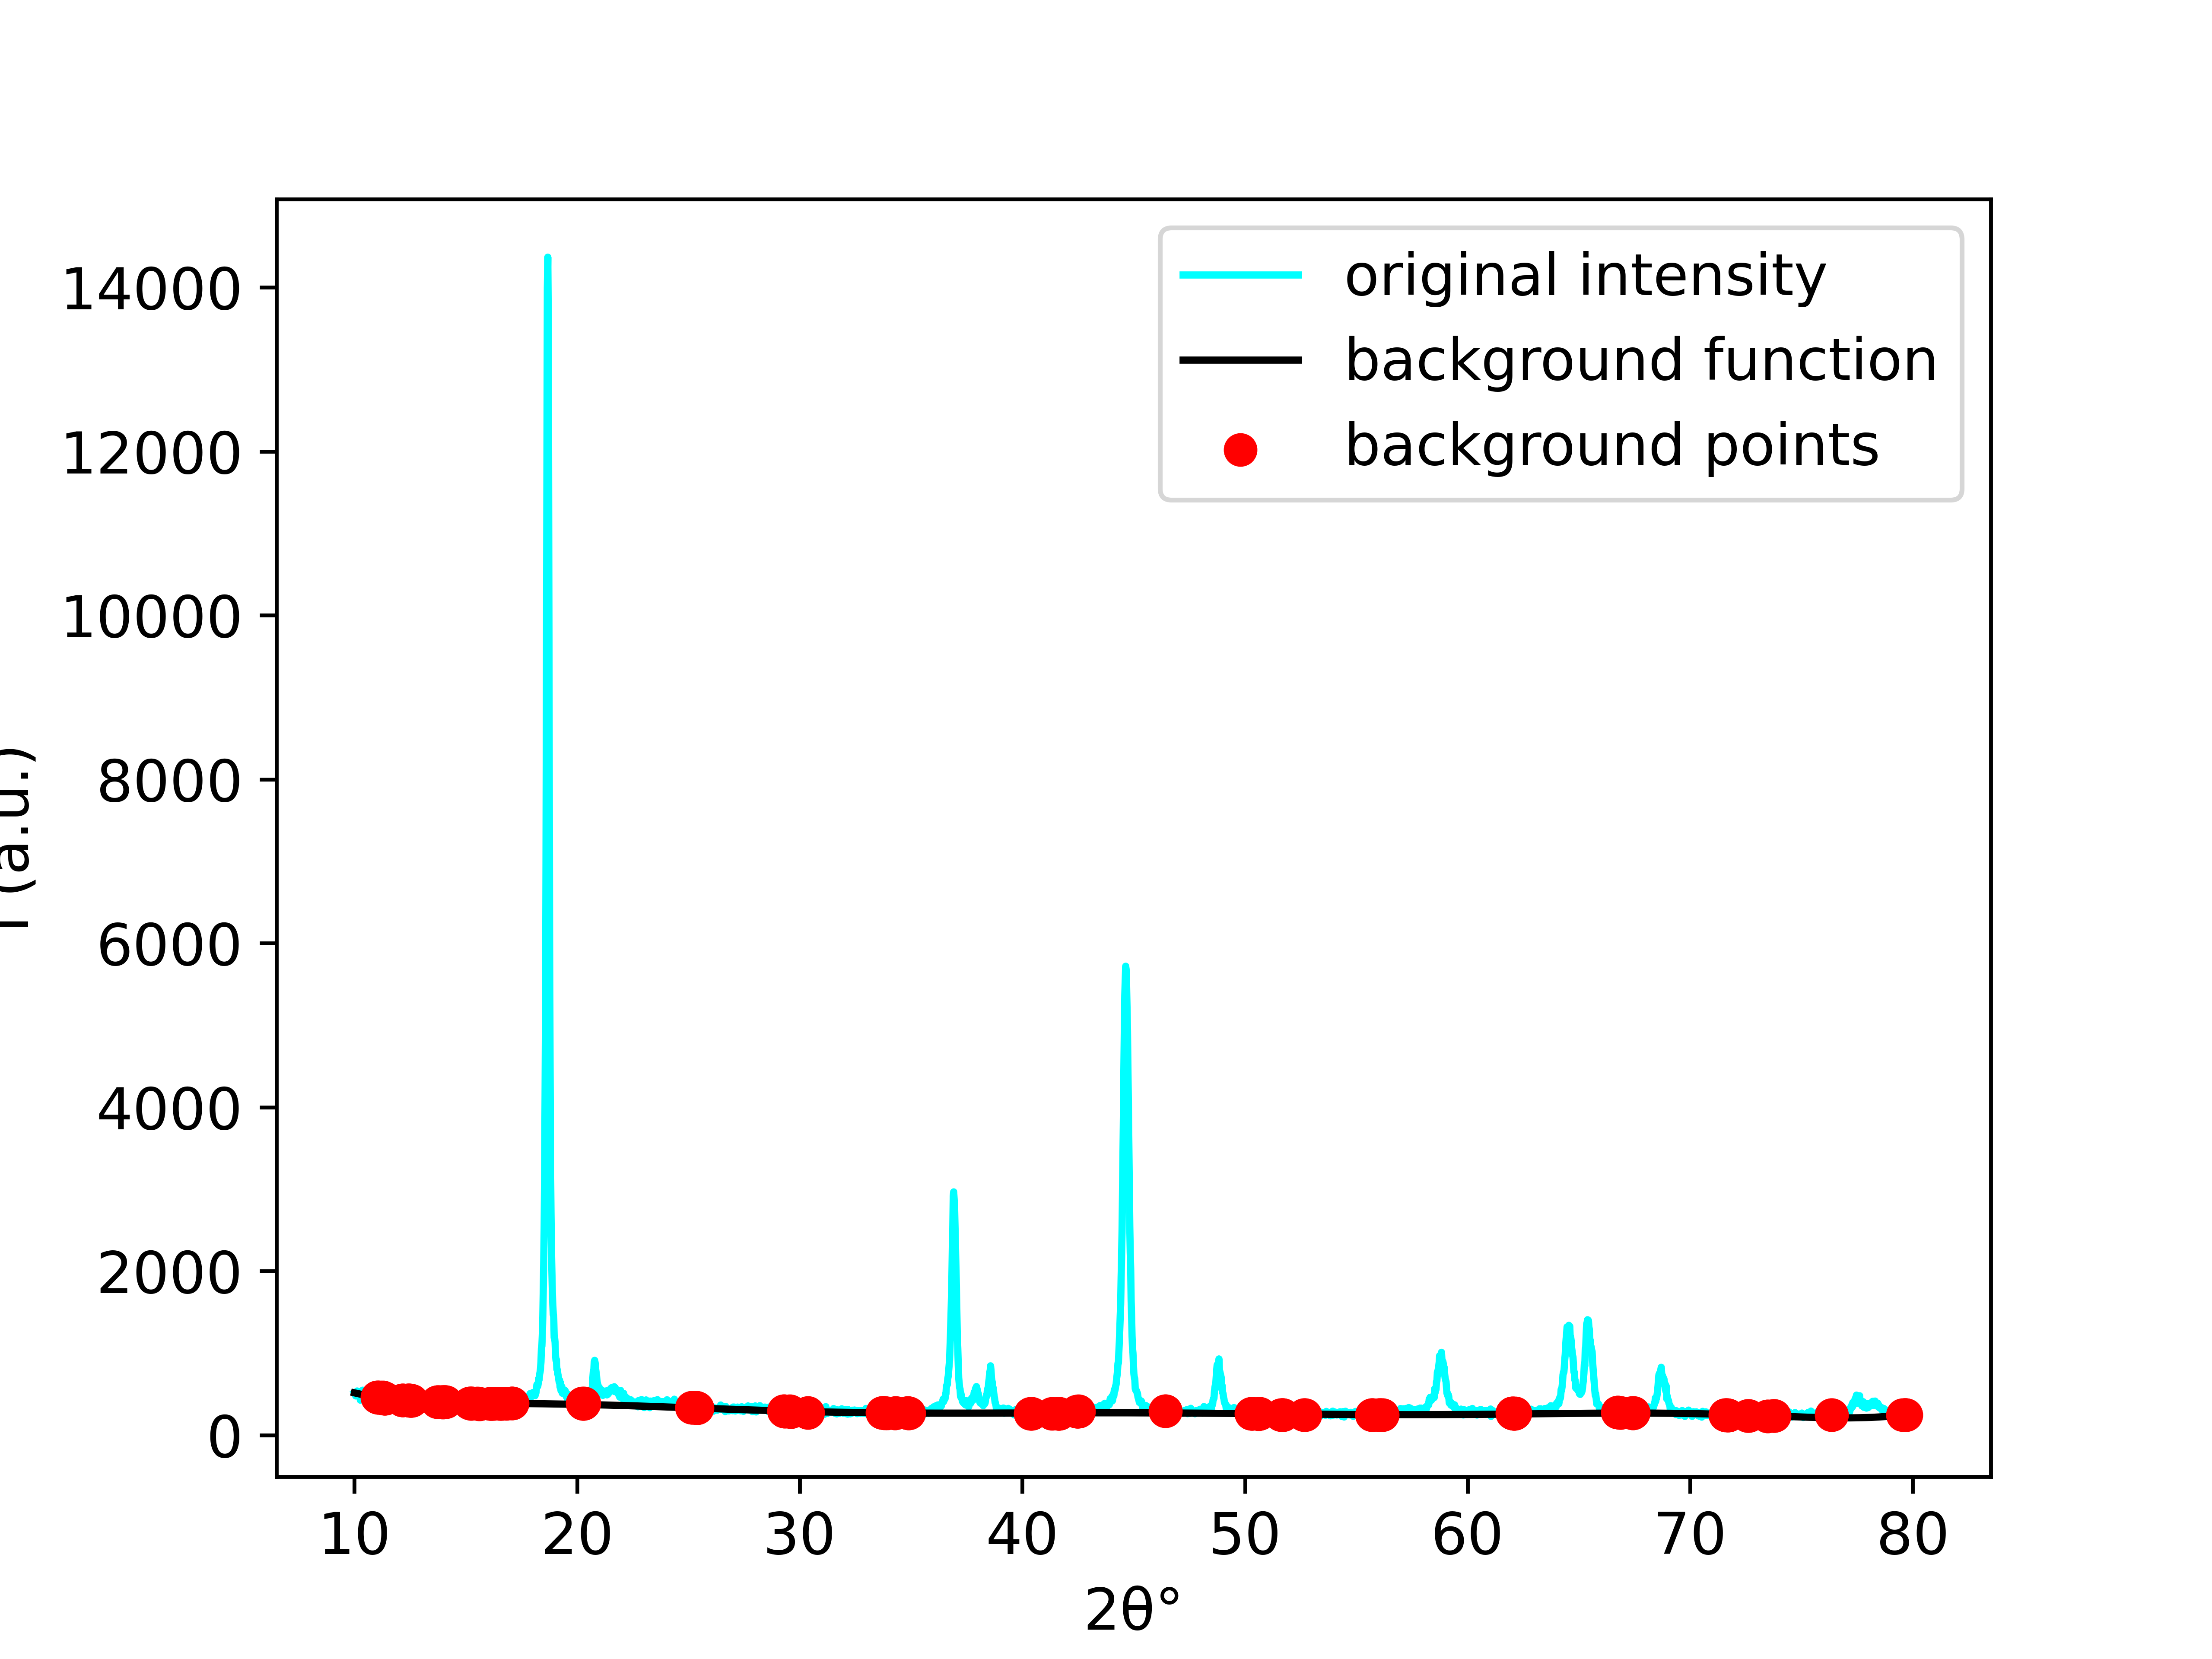 original intensity
background function
background points
14000
12000
10000
8000
6000
4000
2000
0
(a.u.)
10 20 30 40 50 60 70 80
2θ°